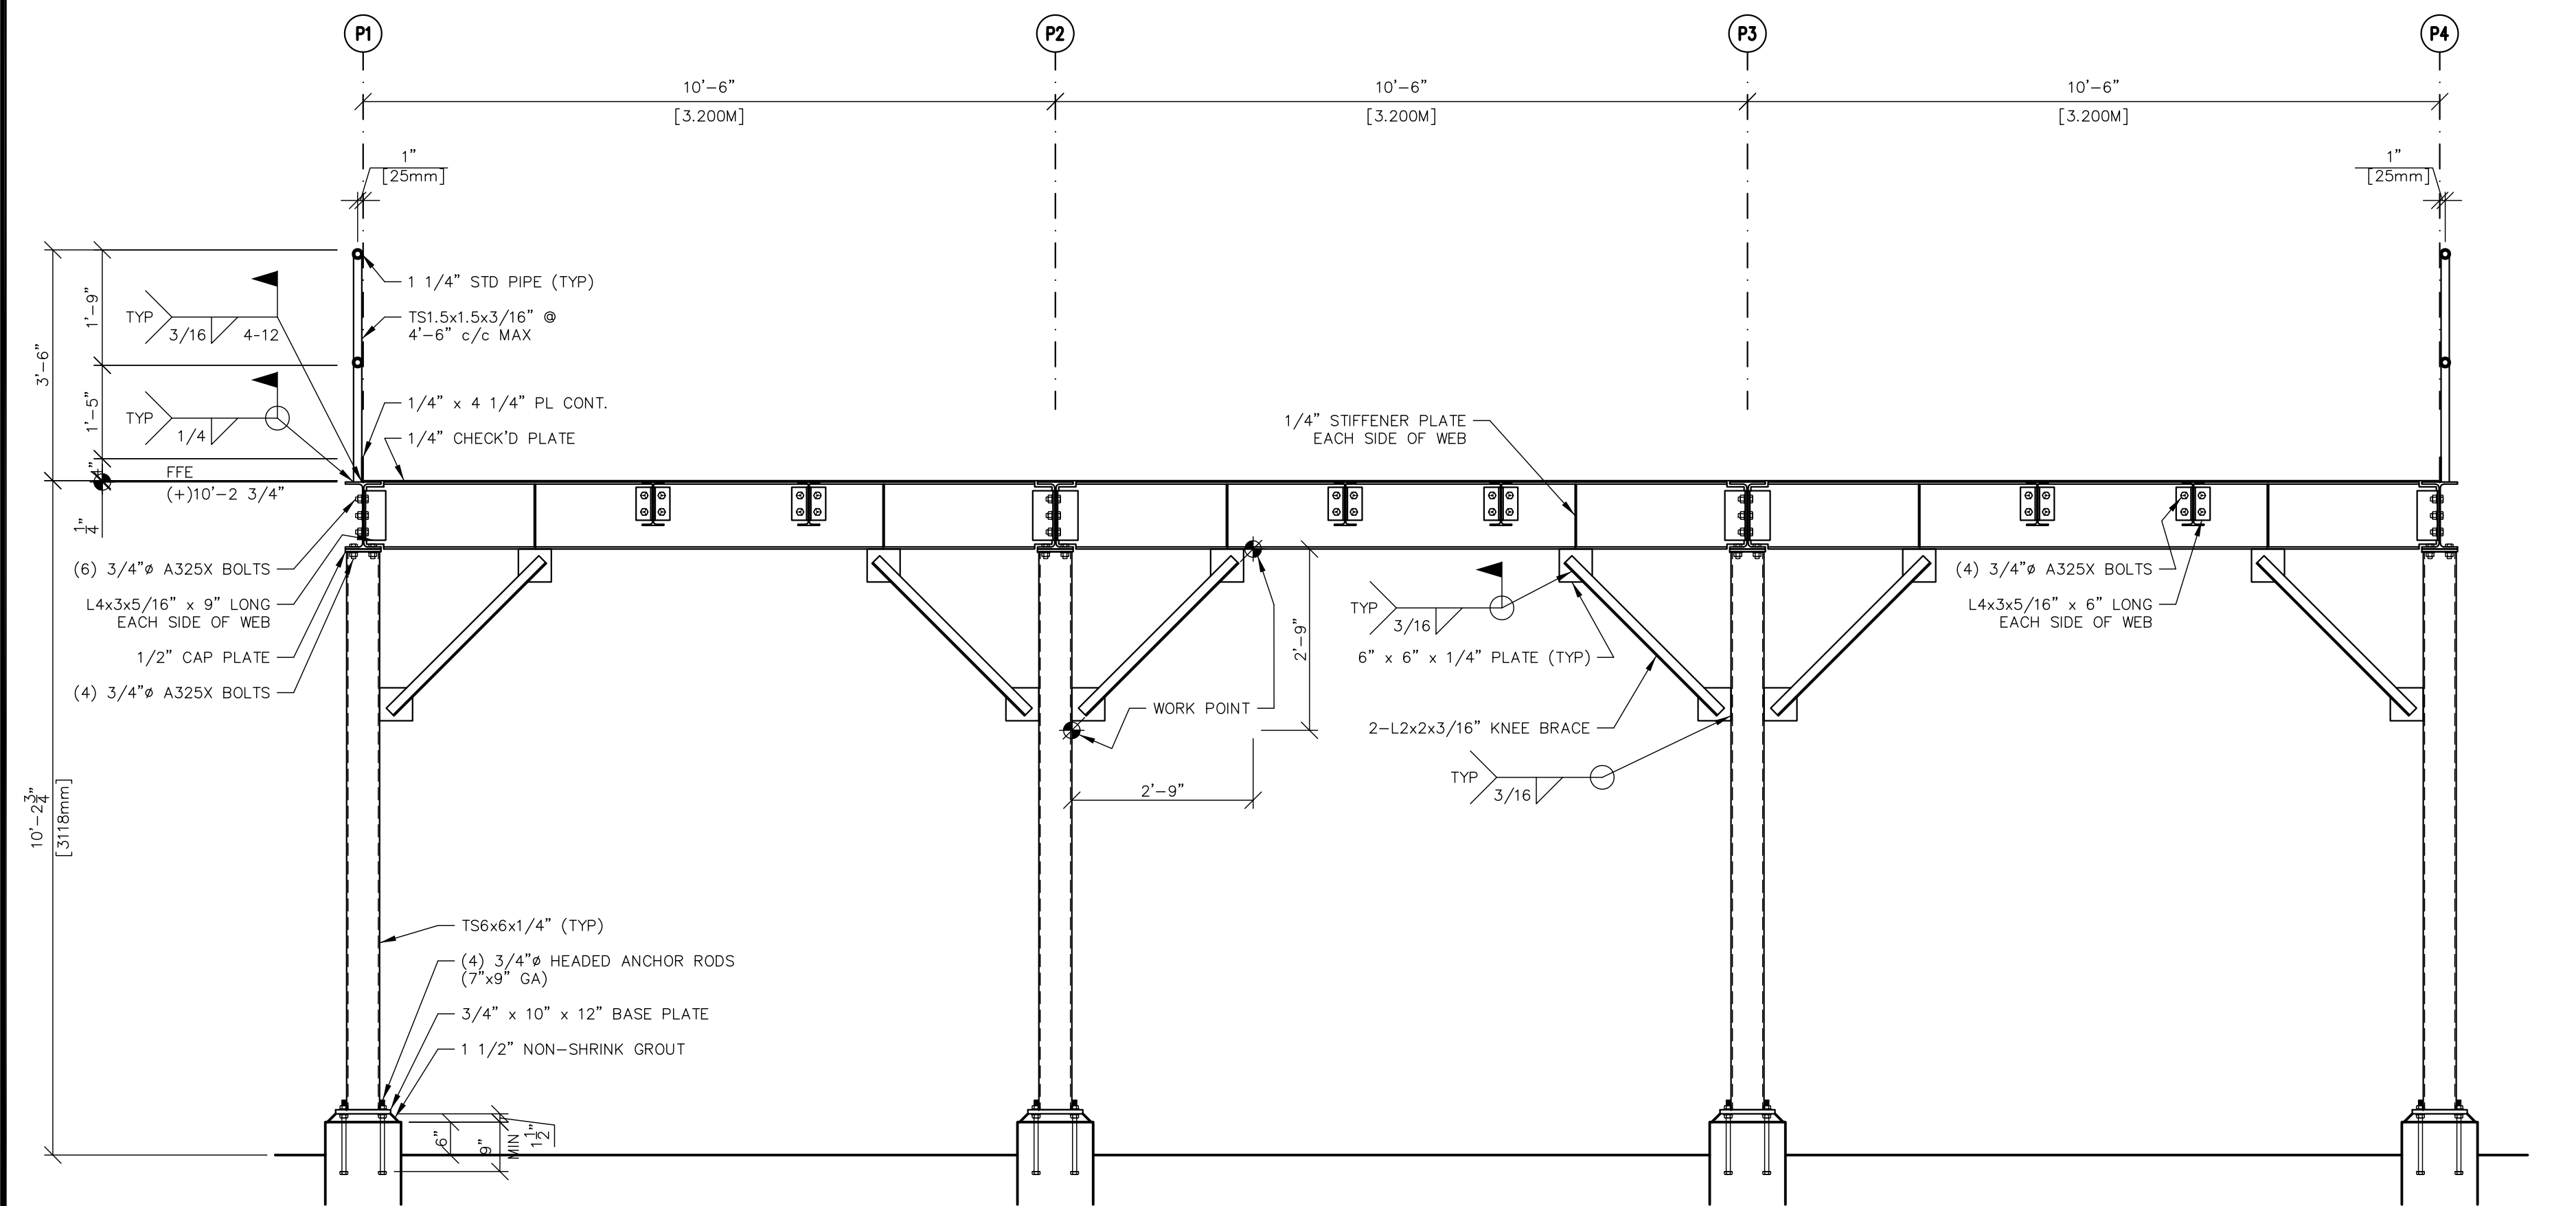 P1
P2
P3
P4
10'-6"
[3.200M]
10'-6"
[3.200M]
10'-6"
[3.200M]
1"
[25mm]
1"
[25mm]
3'-6"
1'-9"
1'-5"
4"
1/4"
TYP
3/16
4-12
TYP
1/4
1 1/4" STD PIPE (TYP)
TS1.5x1.5x3/16" @
4'-6" c/c MAX
1/4" x 4 1/4" PL CONT.
1/4" CHECK'D PLATE
FFE
(+)10'-2 3/4"
1/4" STIFFENER PLATE
EACH SIDE OF WEB
(6) 3/4"ø A325X BOLTS
L4x3x5/16" x 9" LONG
EACH SIDE OF WEB
1/2" CAP PLATE
(4) 3/4"ø A325X BOLTS
2'-9"
WORK POINT
2'-9"
TYP
3/16
6" x 6" x 1/4" PLATE (TYP)
2-L2x2x3/16" KNEE BRACE
TYP
3/16
(4) 3/4"ø A325X BOLTS
L4x3x5/16" x 6" LONG
EACH SIDE OF WEB
10'-2 3/4"
[3118mm]
TS6x6x1/4" (TYP)
(4) 3/4"ø HEADED ANCHOR RODS
(7"x9" GA)
3/4" x 10" x 12" BASE PLATE
1 1/2" NON-SHRINK GROUT
6"
9"
MIN
1 1/2"